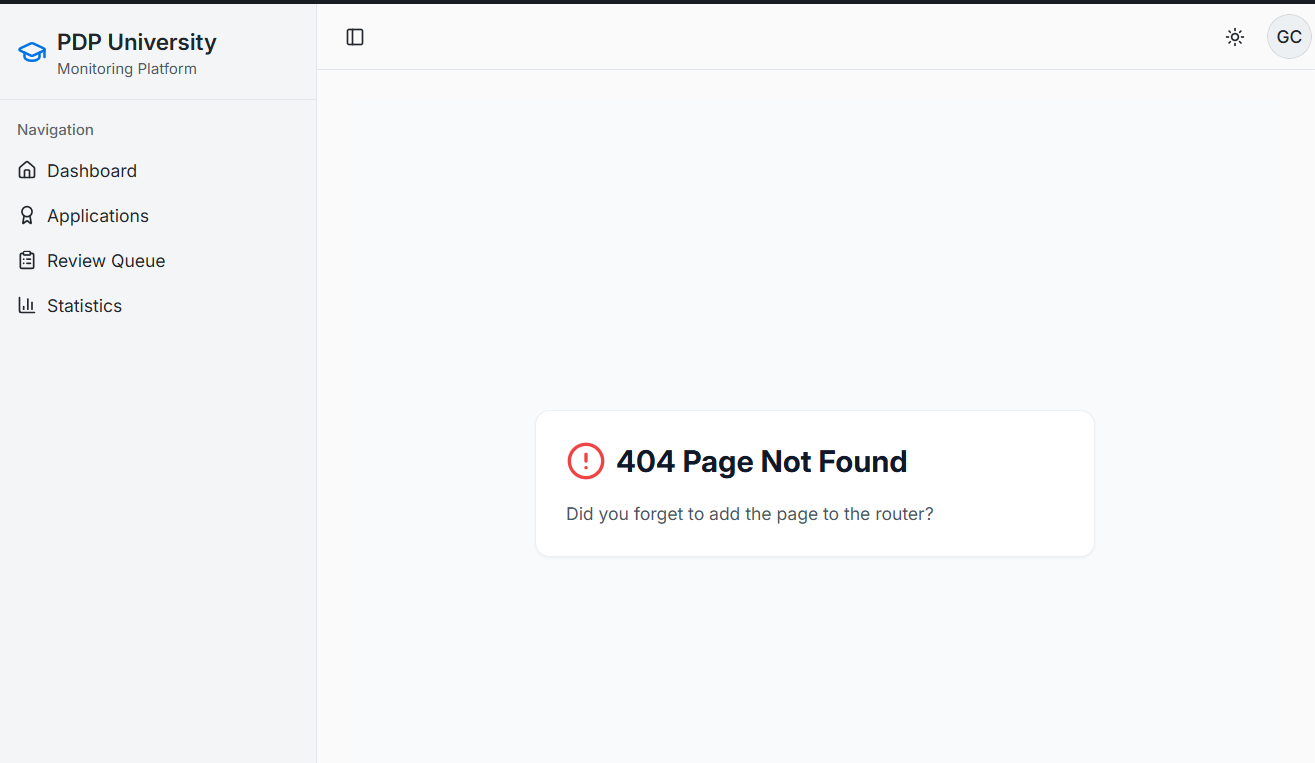 PDP University
Monitoring Platform
GC
Navigation
Dashboard
Applications
Review Queue
Statistics
404 Page Not Found
Did you forget to add the page to the router?